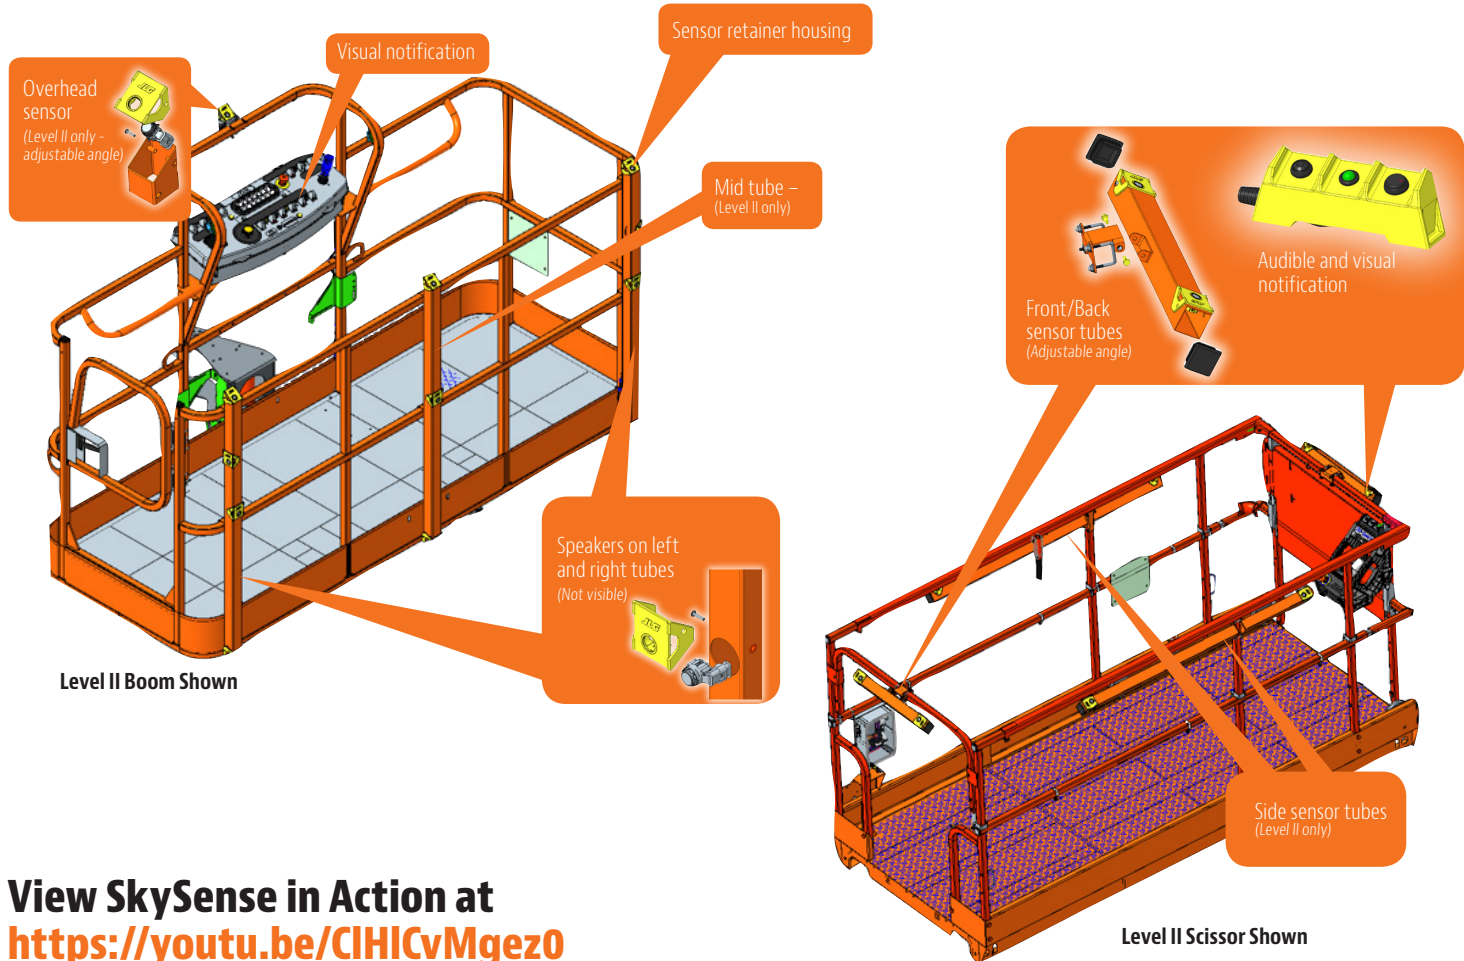 Sensor retainer housing
Visual notification
Overhead
sensor
(Level II only -
adjustable angle)
JLG
Mid tube –
(Level II only)
Audible and visual
notification
Front/Back
sensor tubes
(Adjustable angle)
Speakers on left
and right tubes
(Not visible)
JLG
Level II Boom Shown
Side sensor tubes
(Level II only)
Level II Scissor Shown
View SkySense in Action at
https://youtu.be/ClHlCvMgez0